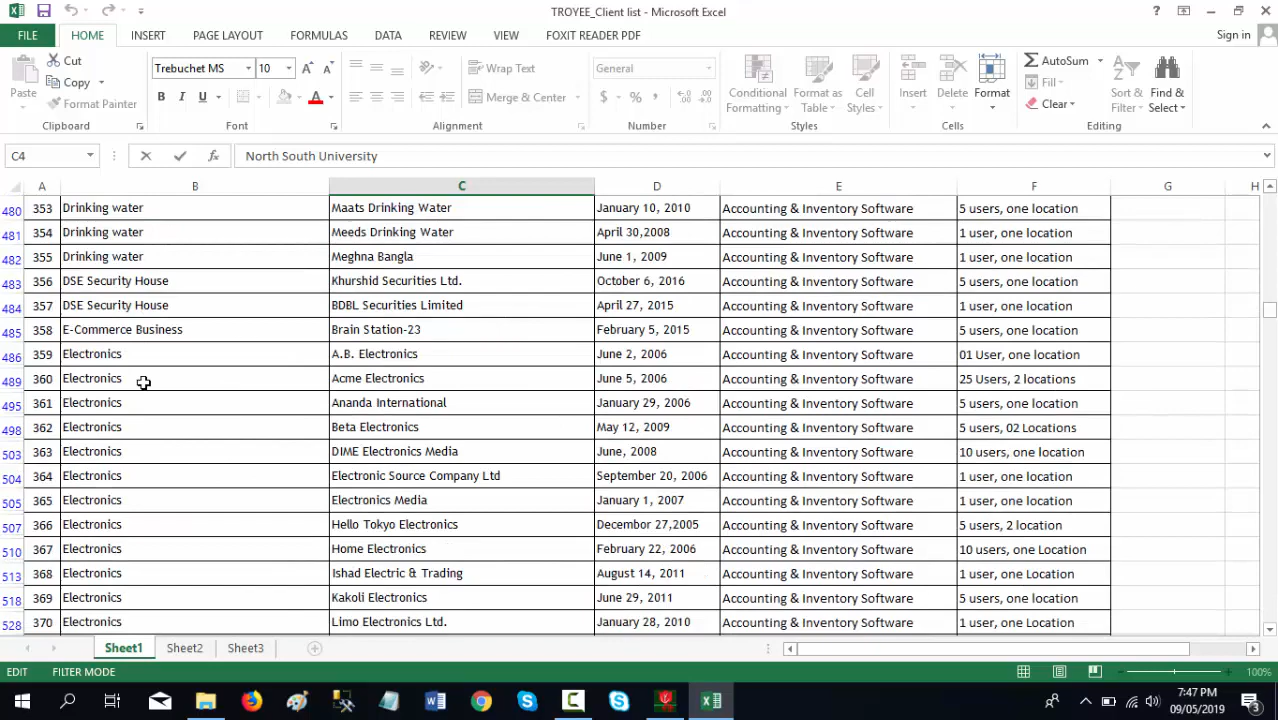 TROYEE_Client list - Microsoft Excel
?
FILE HOME INSERT PAGE LAYOUT FORMULAS DATA REVIEW VIEW FOXIT READER PDF Sign in
Paste Cut Copy Format Painter
Clipboard
Trebuchet MS 10
B I U A
Font
Wrap Text
Merge & Center
Alignment
General
$ % ,
Number
Conditional Formatting Format as Table Cell Styles
Styles
Insert Delete Format
Cells
AutoSum Fill Clear Sort & Filter Find & Select
Editing
C4 fx North South University
A B C D E F G H
480 353 Drinking water Maats Drinking Water January 10, 2010 Accounting & Inventory Software 5 users, one location
481 354 Drinking water Meeds Drinking Water April 30,2008 Accounting & Inventory Software 1 user, one location
482 355 Drinking water Meghna Bangla June 1, 2009 Accounting & Inventory Software 1 user, one location
483 356 DSE Security House Khurshid Securities Ltd. October 6, 2016 Accounting & Inventory Software 5 users, one location
484 357 DSE Security House BDBL Securities Limited April 27, 2015 Accounting & Inventory Software 1 user, one location
485 358 E-Commerce Business Brain Station-23 February 5, 2015 Accounting & Inventory Software 5 users, one location
486 359 Electronics A.B. Electronics June 2, 2006 Accounting & Inventory Software 01 User, one location
489 360 Electronics Acme Electronics June 5, 2006 Accounting & Inventory Software 25 Users, 2 locations
495 361 Electronics Ananda International January 29, 2006 Accounting & Inventory Software 5 users, one location
498 362 Electronics Beta Electronics May 12, 2009 Accounting & Inventory Software 5 users, 02 Locations
503 363 Electronics DIME Electronics Media June, 2008 Accounting & Inventory Software 10 users, one location
504 364 Electronics Electronic Source Company Ltd September 20, 2006 Accounting & Inventory Software 1 user, one location
505 365 Electronics Electronics Media January 1, 2007 Accounting & Inventory Software 1 user, one location
507 366 Electronics Hello Tokyo Electronics Decembor 27,2005 Accounting & Inventory Software 5 users, 2 location
510 367 Electronics Home Electronics February 22, 2006 Accounting & Inventory Software 10 users, one Location
513 368 Electronics Ishad Electric & Trading August 14, 2011 Accounting & Inventory Software 1 user, one Location
518 369 Electronics Kakoli Electronics June 29, 2011 Accounting & Inventory Software 5 users, one location
528 370 Electronics Limo Electronics Ltd. January 28, 2010 Accounting & Inventory Software 1 user, one Location
Sheet1 Sheet2 Sheet3
EDIT FILTER MODE 100%
7:47 PM
09/05/2019
3